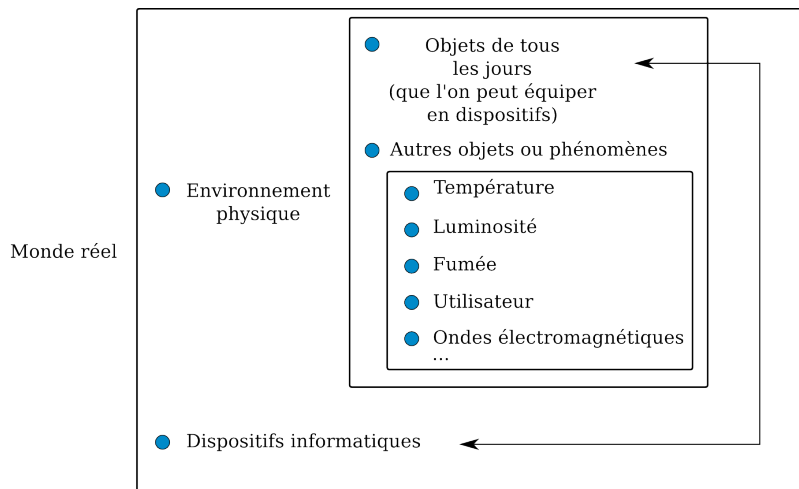 Monde réel
Environnement
physique
Objets de tous
les jours
(que l'on peut équiper
en dispositifs)
Autres objets ou phénomènes
Température
Luminosité
Fumée
Utilisateur
Ondes électromagnétiques
...
Dispositifs informatiques